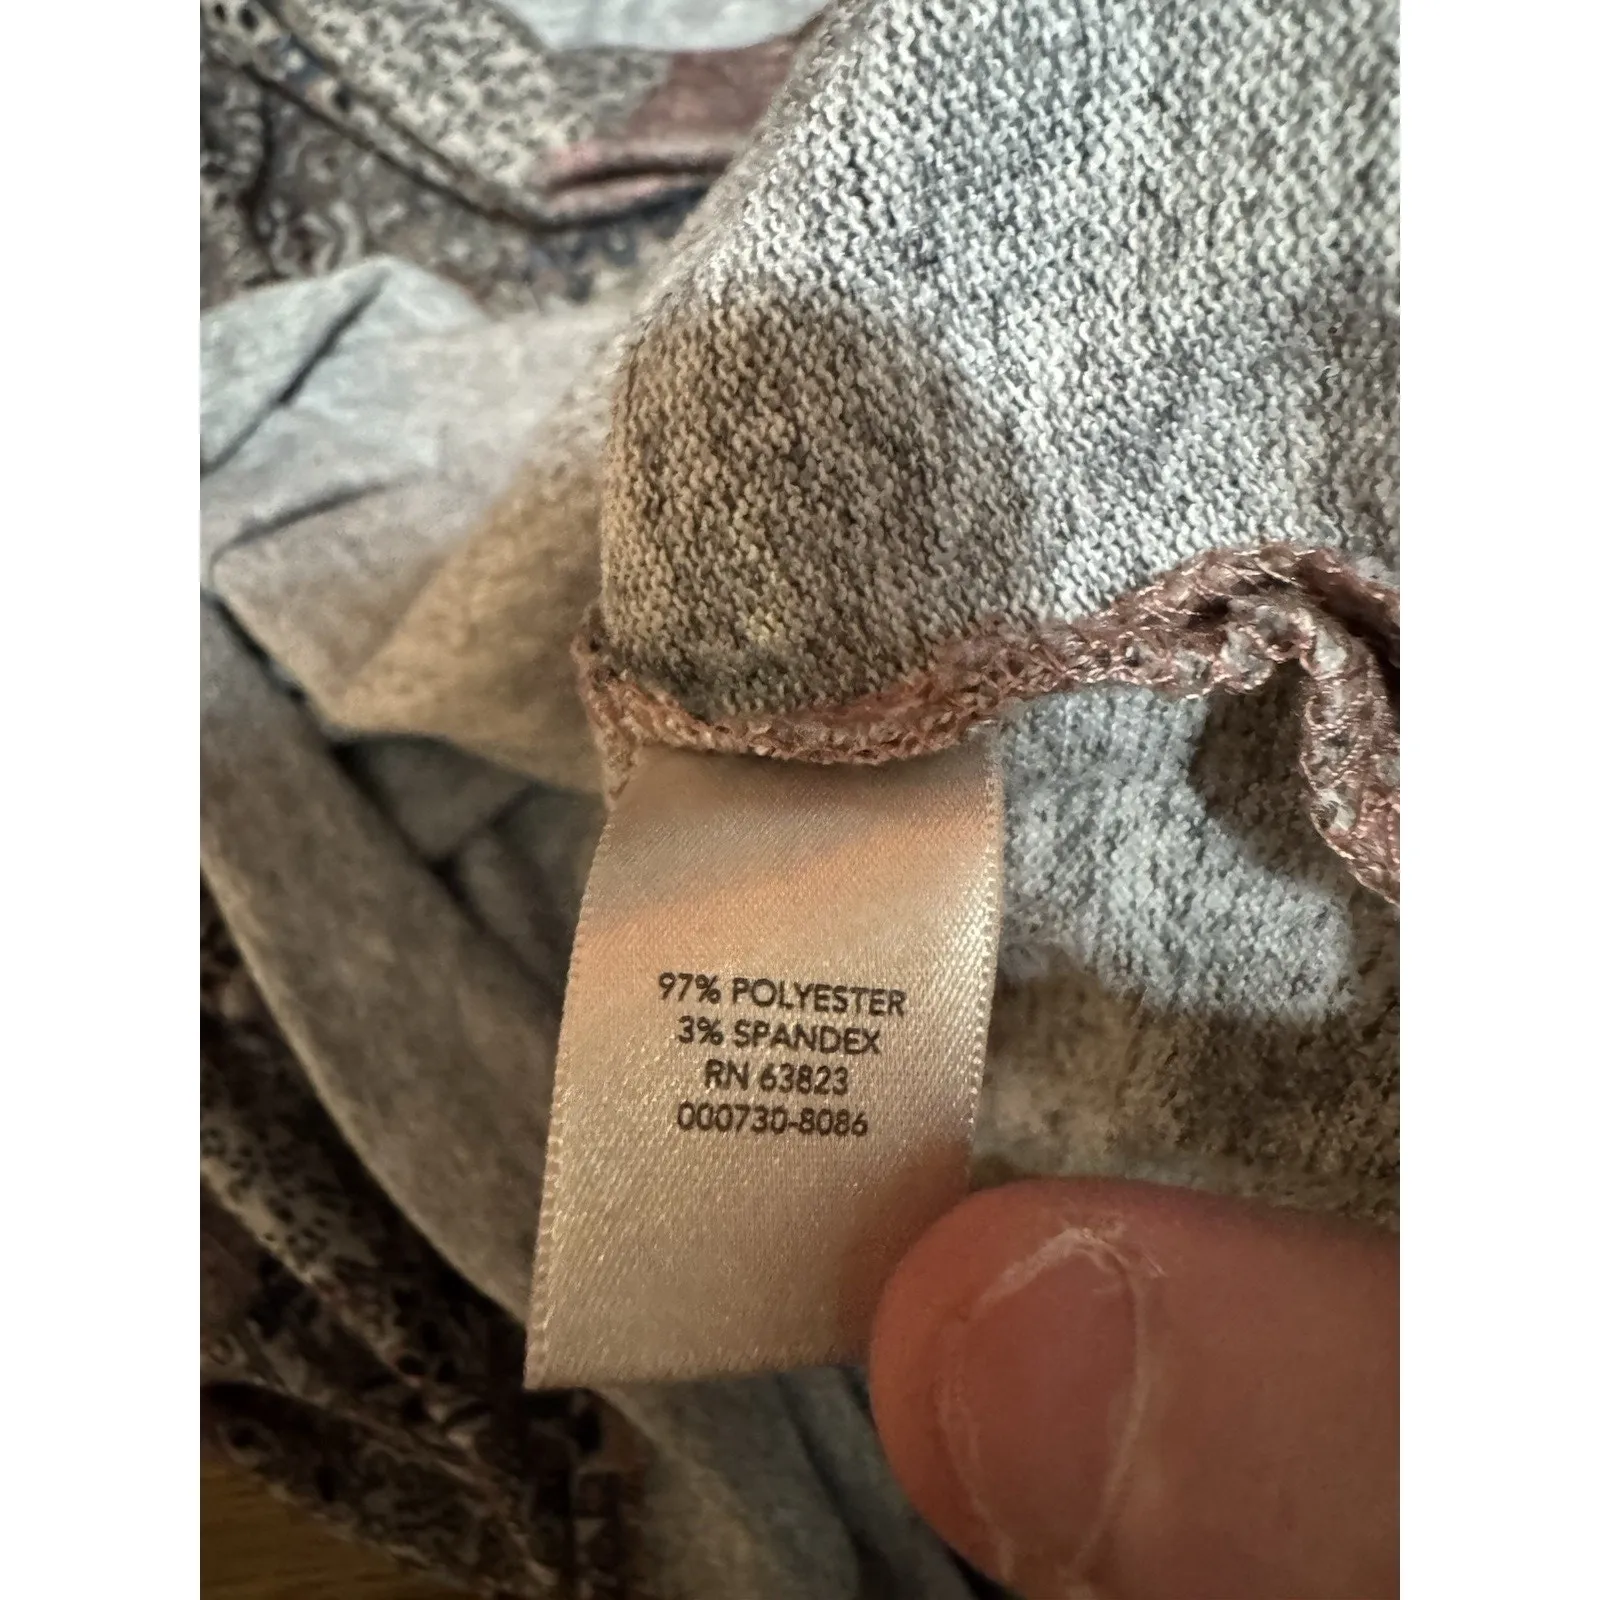 97% POLYESTER
3% SPANDEX
RN 63823
000730-8086